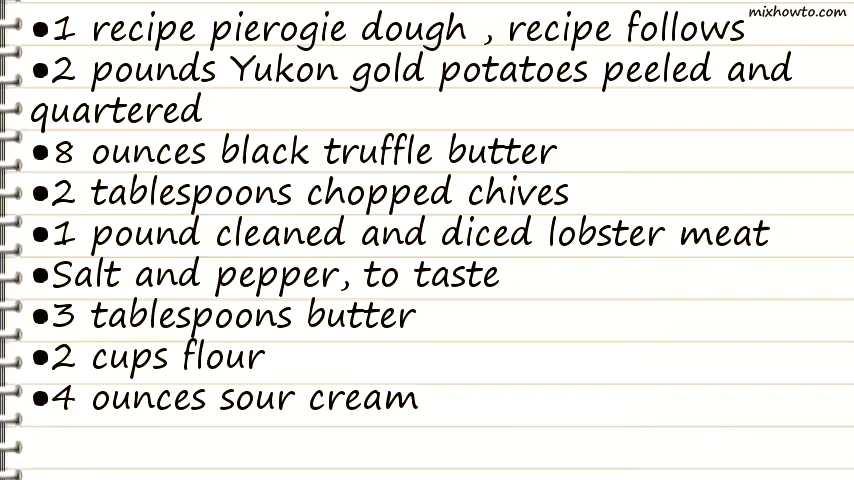 mixhowto.com
•1 recipe pierogie dough , recipe follows
•2 pounds Yukon gold potatoes peeled and
quartered
•8 ounces black truffle butter
•2 tablespoons chopped chives
•1 pound cleaned and diced lobster meat
•Salt and pepper, to taste
•3 tablespoons butter
•2 cups flour
•4 ounces sour cream